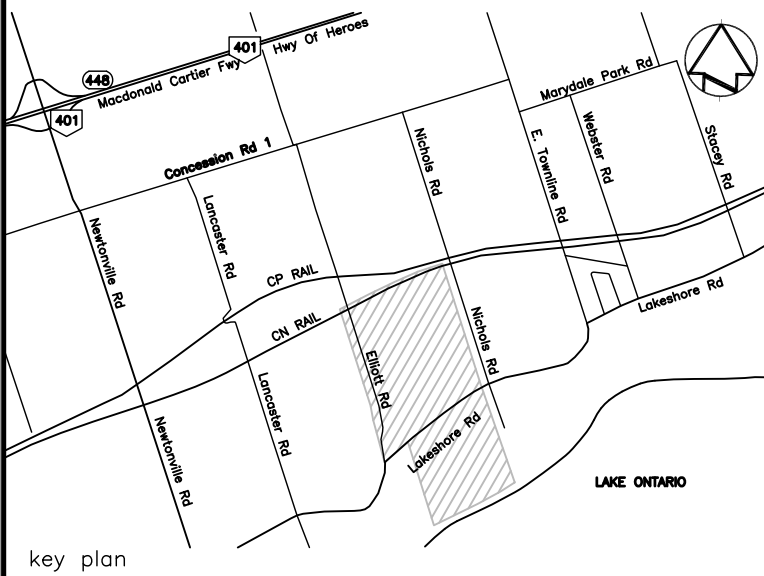 401
Hwy Of Heroes
448
Macdonald Cartier Fwy
401
Marydale Park Rd
Concession Rd 1
Nichols Rd
E. Townline Rd
Webster Rd
Stacey Rd
Newtonville Rd
Lancaster Rd
CP RAIL
CN RAIL
Lakeshore Rd
Nichols Rd
Elliott Rd
Lancaster Rd
Newtonville Rd
Lakeshore Rd
LAKE ONTARIO
key plan